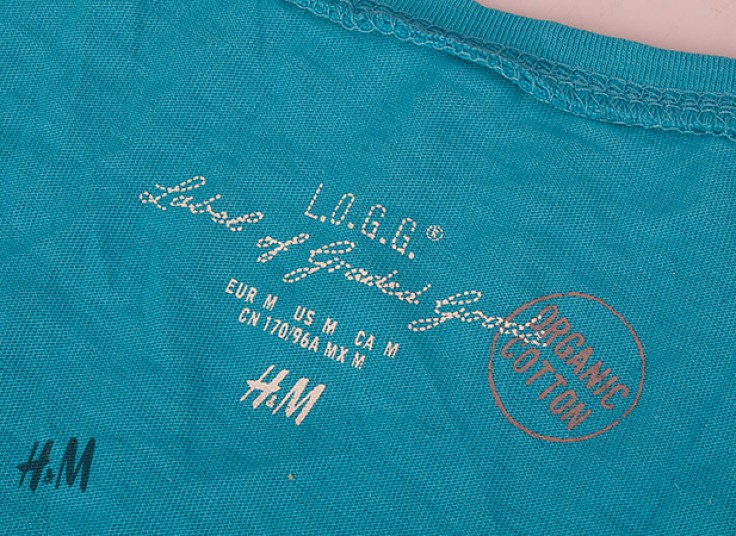 L.O.G.G.®
Label of Graded Goods
EUR M US M CA M
CN 170/96A MX M
H&M
ORGANIC
COTTON
H&M